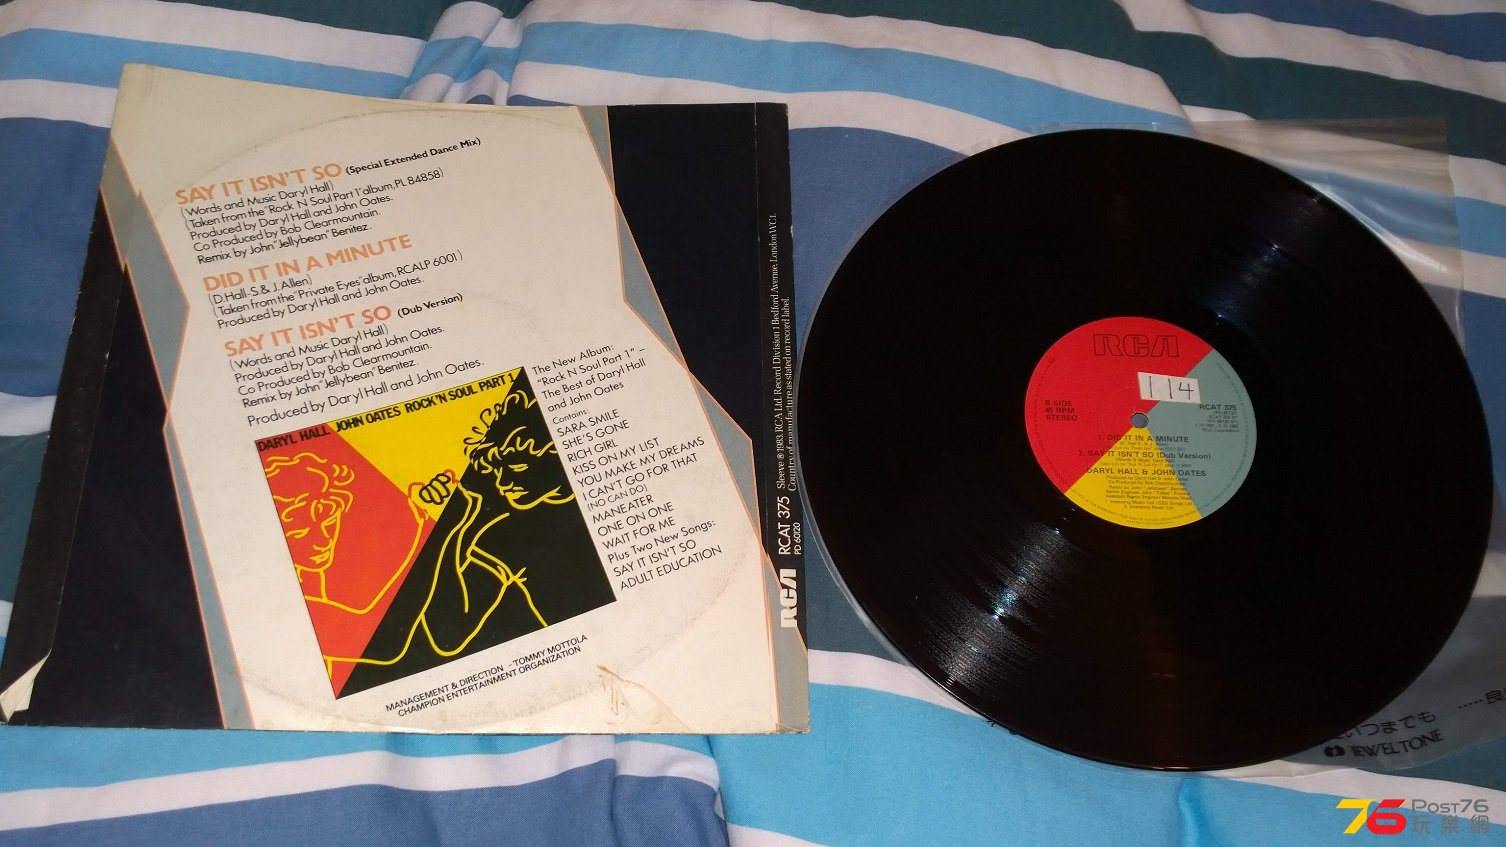 SAY IT ISN'T SO (Special Extended Dance Mix)
(Words and Music Daryl Hall)
(Taken from the "Rock N Soul Part 1" album, PL 84858)
Produced by Daryl Hall and John Oates.
Co Produced by Bob Clearmountain.
Remix by John "Jellybean" Benitez.
DID IT IN A MINUTE
(D. Hall-S. & J. Allen)
(Taken from the "Private Eyes" album, RCALP 6001)
Produced by Daryl Hall and John Oates.
SAY IT ISN'T SO (Dub Version)
(Words and Music Daryl Hall)
Produced by Daryl Hall and John Oates.
Co Produced by Bob Clearmountain.
Remix by John "Jellybean" Benitez.
Produced by Daryl Hall and John Oates.
DARYL HALL JOHN OATES ROCK'N SOUL PART 1
The New Album:
"Rock N Soul Part 1" –
The Best of Daryl Hall
and John Oates
Contains:
SARA SMILE
SHE'S GONE
RICH GIRL
KISS ON MY LIST
YOU MAKE MY DREAMS
I CAN'T GO FOR THAT
(NO CAN DO)
MANEATER
ONE ON ONE
WAIT FOR ME
Plus Two New Songs:
SAY IT ISN'T SO
ADULT EDUCATION
MANAGEMENT & DIRECTION – TOMMY MOTTOLA
CHAMPION ENTERTAINMENT ORGANIZATION
RCA RCAT 375 Sleeve ℗ 1983. RCA Ltd. Record Division 1 Bedford Avenue. London WC1.
PD 60120 Country of manufacture as stated on record label.
RCA
114
B SIDE
45 RPM
STEREO
RCAT 375
1. DID IT IN A MINUTE
2. SAY IT ISN'T SO (Dub Version)
DARYL HALL & JOHN OATES
.....良
いつまでも
JEWELTONE
76 POST76
玩樂網